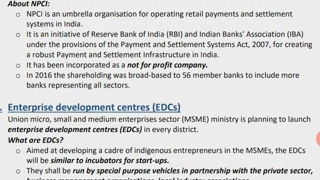 About NPCI:
o NPCI is an umbrella organisation for operating retail payments and settlement
systems in India.
o It is an initiative of Reserve Bank of India (RBI) and Indian Banks' Association (IBA)
under the provisions of the Payment and Settlement Systems Act, 2007, for creating
a robust Payment and Settlement Infrastructure in India.
o It has been incorporated as a not for profit company.
o In 2016 the shareholding was broad-based to 56 member banks to include more
banks representing all sectors.
Enterprise development centres (EDCs)
Union micro, small and medium enterprises sector (MSME) ministry is planning to launch
enterprise development centres (EDCs) in every district.
What are EDCs?
o Aimed at developing a cadre of indigenous entrepreneurs in the MSMEs, the EDCs
will be similar to incubators for start-ups.
o They shall be run by special purpose vehicles in partnership with the private sector,